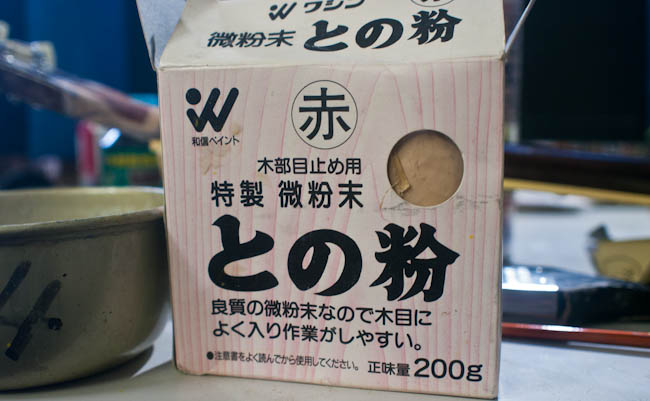 ワシン
微粉末 との粉
和信ペイント
赤
木部目止め用
特製 微粉末
との粉
良質の微粉末なので木目に
よく入り作業がしやすい。
●注意書をよく読んでから使用してください。 正味量 200g